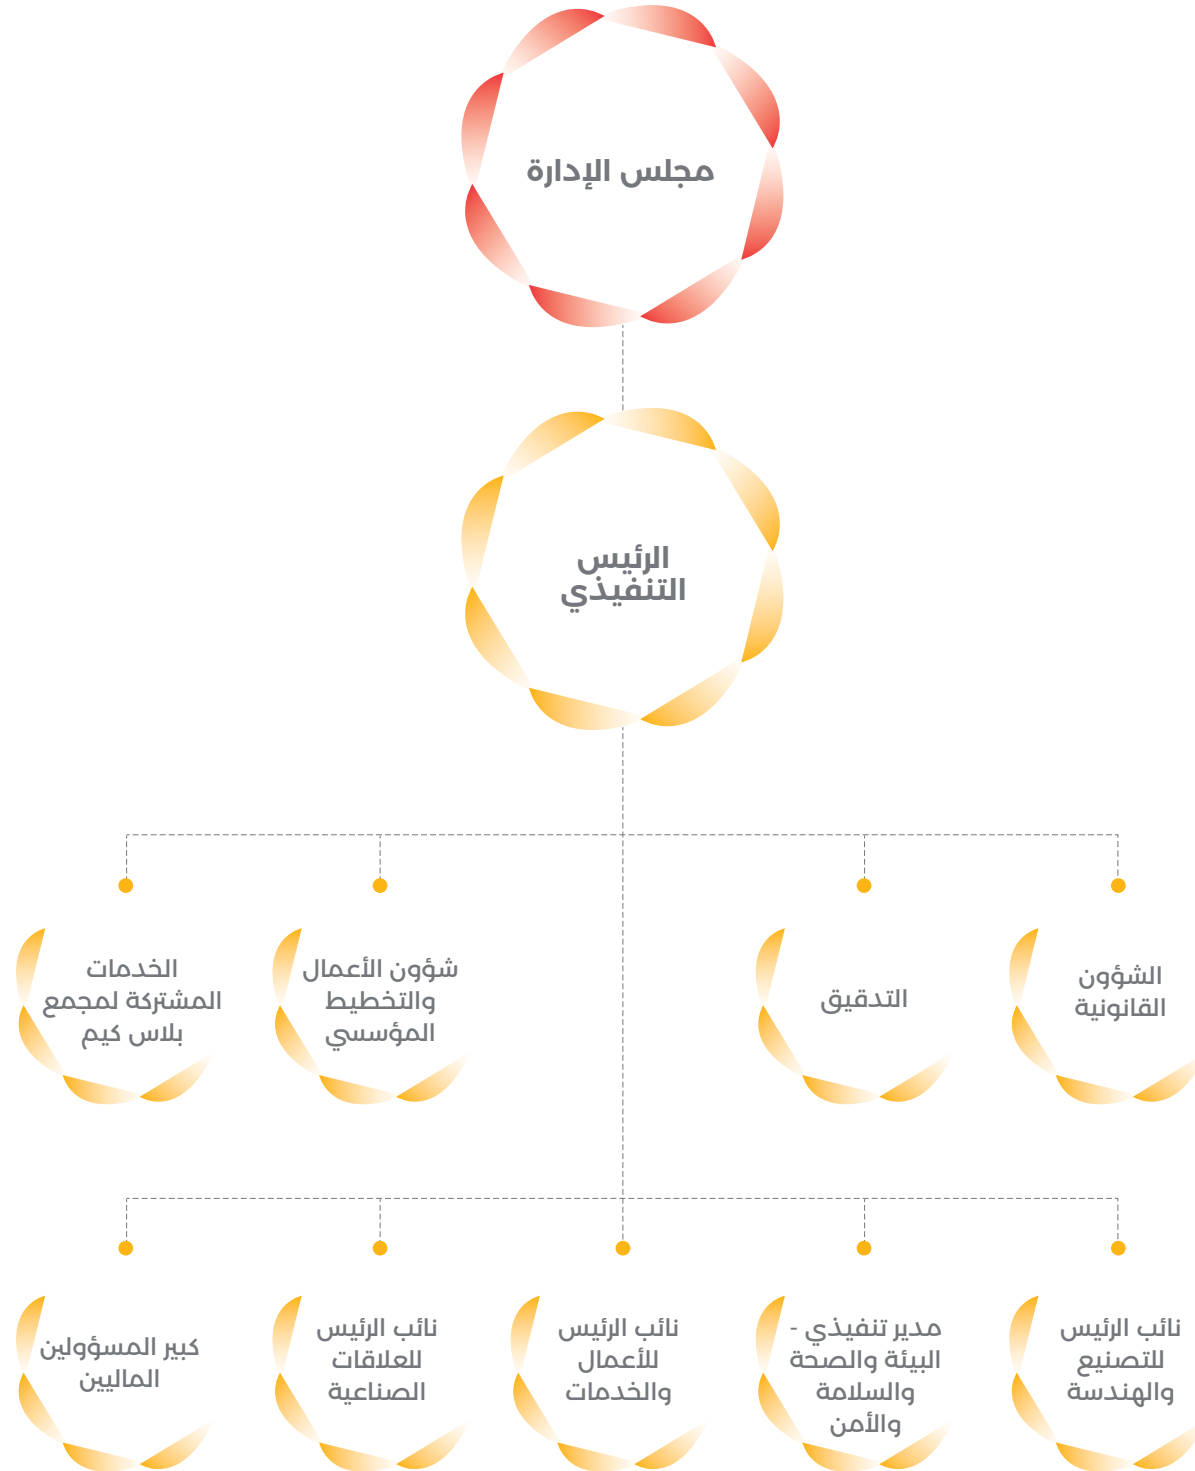 مجلس الإدارة
الرئيس
التنفيذي
الشؤون
القانونية
التدقيق
شؤون الأعمال
والتخطيط
المؤسسي
الخدمات
المشتركة لمجمع
بلاس كيم
نائب الرئيس
للتصنيع
والهندسة
مدير تنفيذي -
البيئة والصحة
والسلامة
والأمن
نائب الرئيس
للأعمال
والخدمات
نائب الرئيس
للعلاقات
الصناعية
كبير المسؤولين
الماليين